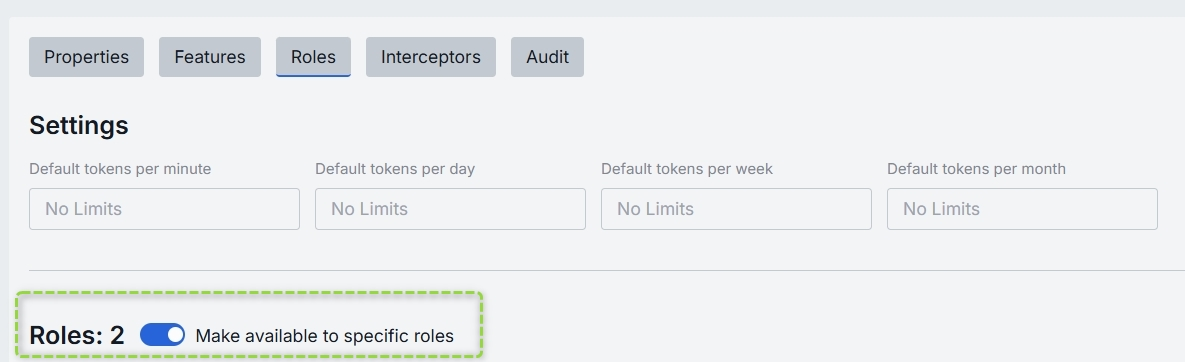 Properties Features Roles Interceptors Audit
Settings
Default tokens per minute Default tokens per day Default tokens per week Default tokens per month
No Limits No Limits No Limits No Limits
Roles: 2 Make available to specific roles